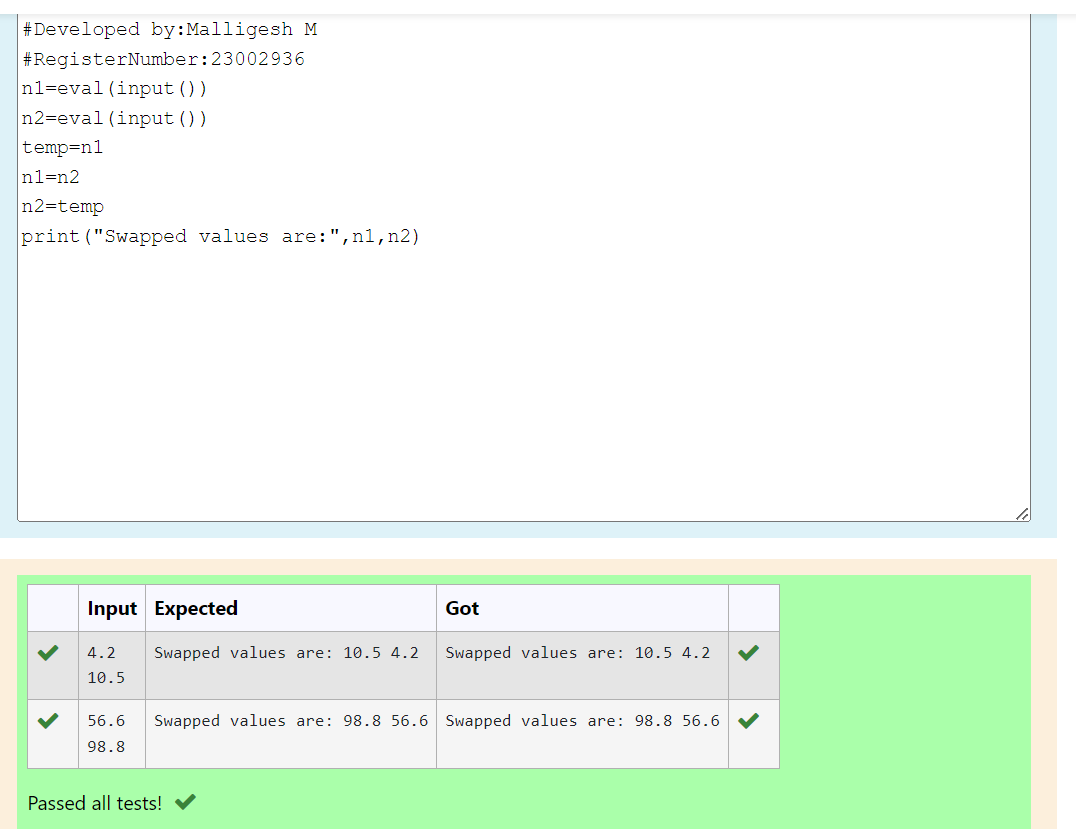 #Developed by:Malligesh M
#RegisterNumber:23002936
n1=eval(input())
n2=eval(input())
temp=n1
n1=n2
n2=temp
print("Swapped values are:",n1,n2)
Input Expected Got
4.2 Swapped values are: 10.5 4.2 Swapped values are: 10.5 4.2
10.5
56.6 Swapped values are: 98.8 56.6 Swapped values are: 98.8 56.6
98.8
Passed all tests!